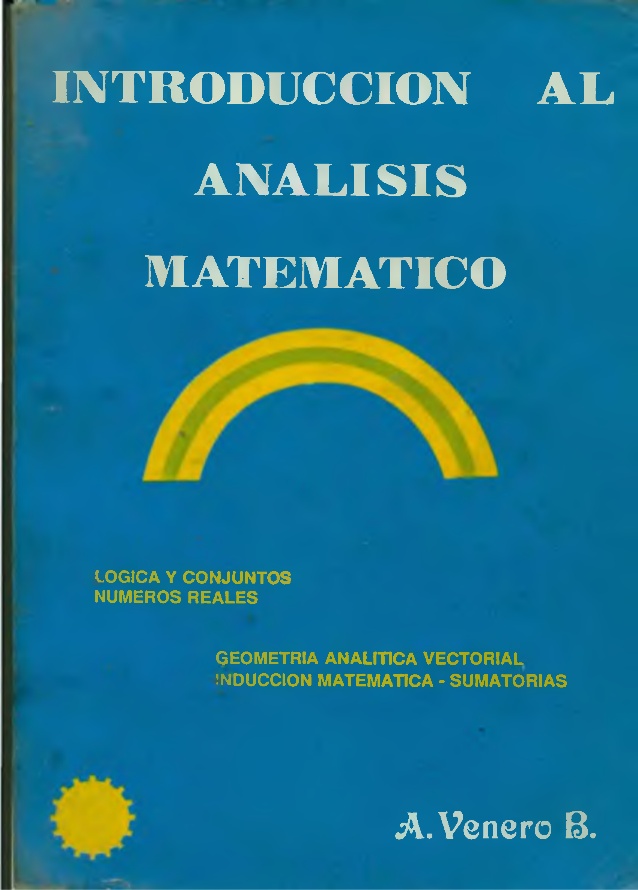 INTRODUCCION AL
ANALISIS
MATEMATICO
LOGICA Y CONJUNTOS
NUMEROS REALES
GEOMETRIA ANALITICA VECTORIAL
INDUCCION MATEMATICA - SUMATORIAS
A. Venero B.